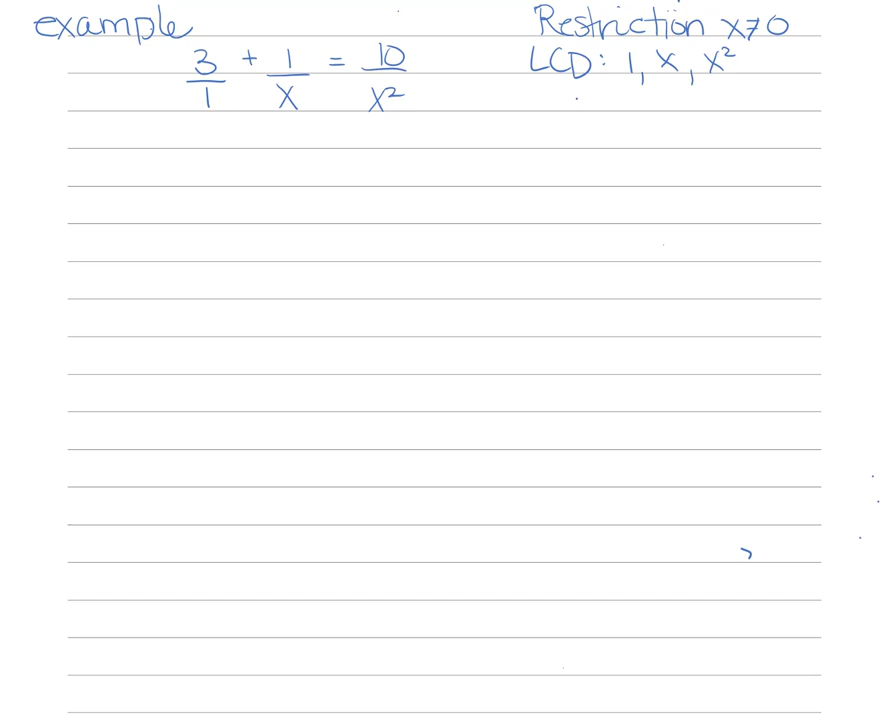 example
3/1 + 1/x = 10/x²
Restriction x≠0
LCD: 1, x, x²